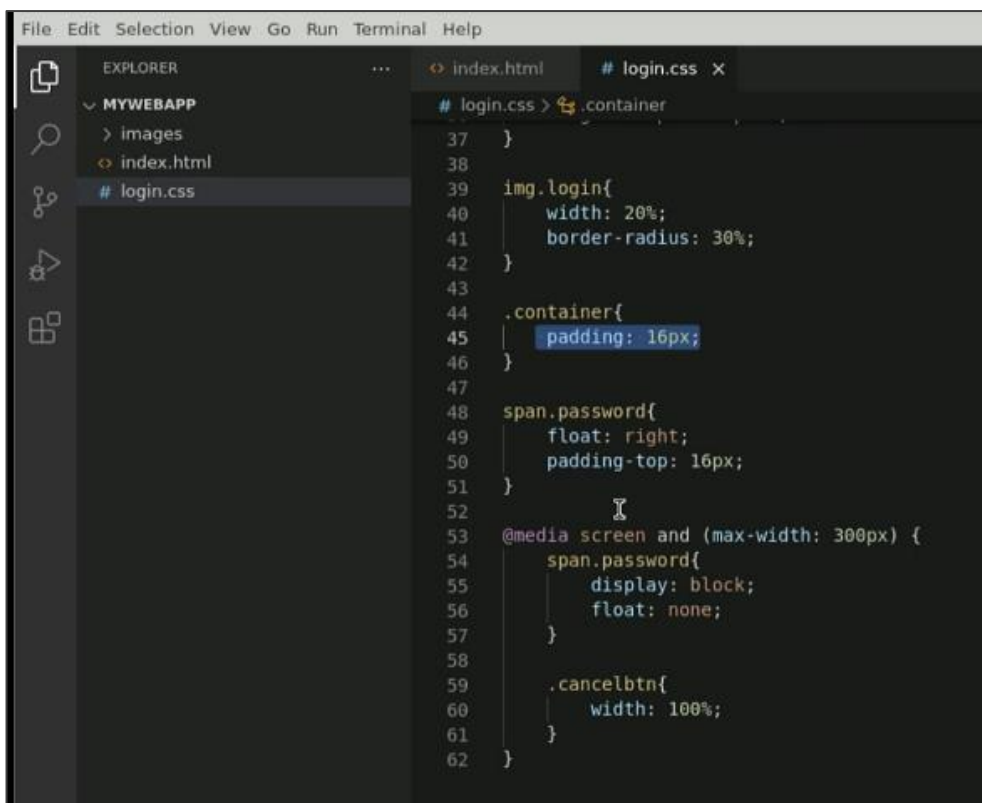 File Edit Selection View Go Run Terminal Help
EXPLORER ...
MYWEBAPP
images
index.html
login.css
index.html
# login.css
# login.css > .container
37 }
38
39 img.login{
40 width: 20%;
41 border-radius: 30%;
42 }
43
44 .container{
45 padding: 16px;
46 }
47
48 span.password{
49 float: right;
50 padding-top: 16px;
51 }
52
53 @media screen and (max-width: 300px) {
54 span.password{
55 display: block;
56 float: none;
57 }
58
59 .cancelbtn{
60 width: 100%;
61 }
62 }